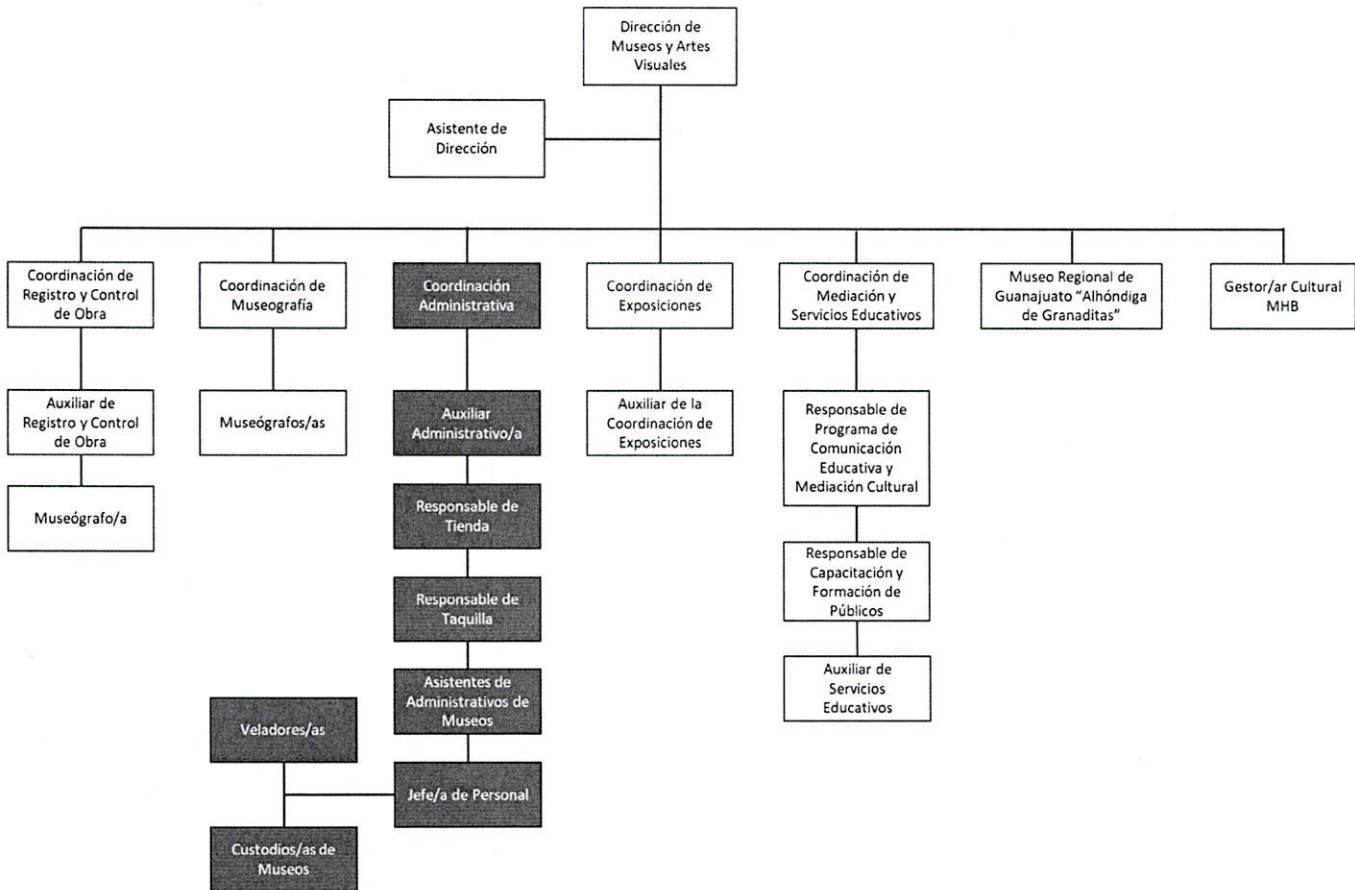 Dirección de
Museos y Artes
Visuales
Asistente de
Dirección
Coordinación de
Registro y Control
de Obra
Coordinación de
Museografía
Coordinación
Administrativa
Coordinación de
Exposiciones
Coordinación de
Mediación y
Servicios Educativos
Museo Regional de
Guanajuato “Alhóndiga
de Granaditas”
Gestor/ar Cultural
MHB
Auxiliar de
Registro y Control
de Obra
Museógrafos/as
Auxiliar
Administrativo/a
Auxiliar de la
Coordinación de
Exposiciones
Responsable de
Programa de
Comunicación
Educativa y
Mediación Cultural
Museógrafo/a
Responsable de
Tienda
Responsable de
Capacitación y
Formación de
Públicos
Responsable de
Taquilla
Auxiliar de
Servicios
Educativos
Asistentes de
Administrativos de
Museos
Veladores/as
Jefe/a de Personal
Custodios/as de
Museos